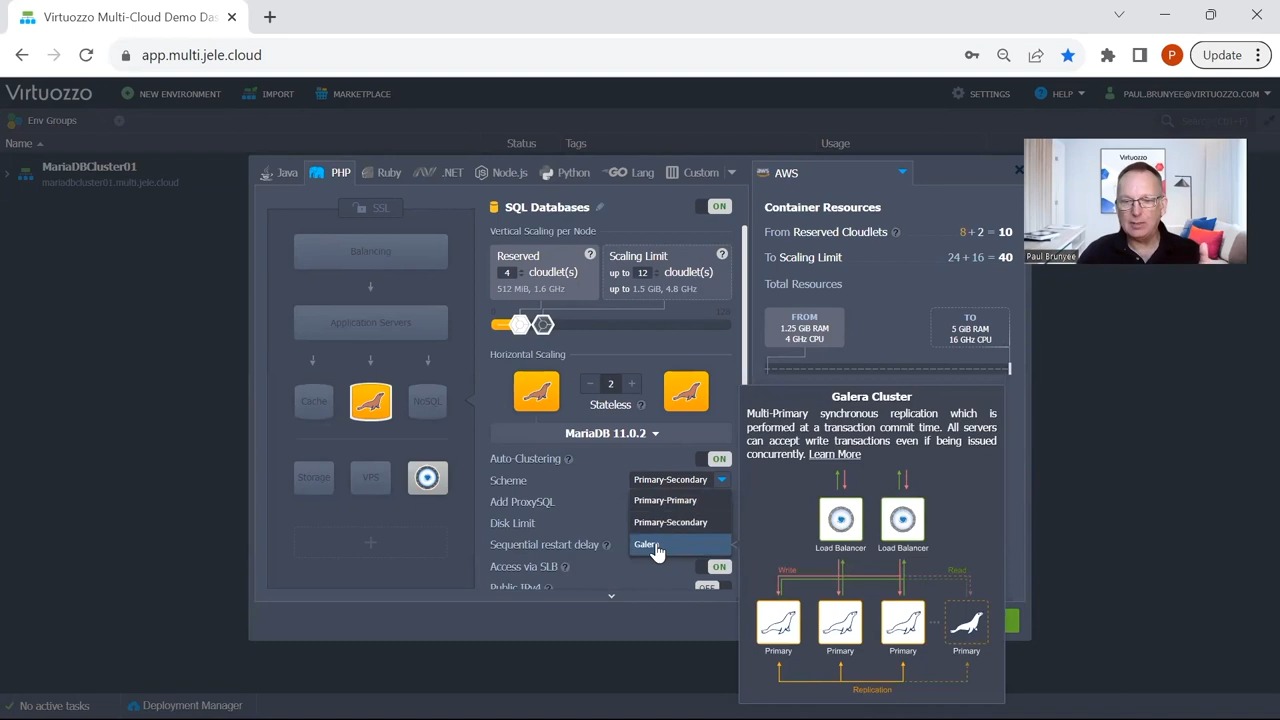 Virtuozzo Multi-Cloud Demo Das
app.multi.jele.cloud
P
Update
Virtuozzo
NEW ENVIRONMENT
IMPORT
MARKETPLACE
SETTINGS
HELP
PAUL.BRUNYEE@VIRTUOZZO.COM
Env Groups
Search (Ctrl+F)
Name
Status
Tags
Usage
MariaDBCluster01
mariadbcluster01.multi.jele.cloud
Java
PHP
Ruby
.NET
Node.js
Python
Lang
Custom
AWS
SSL
Balancing
Application Servers
Cache
NoSQL
Storage
VPS
SQL Databases
ON
Vertical Scaling per Node
Reserved
4 cloudlet(s)
512 MiB, 1.6 GHz
Scaling Limit
up to 12 cloudlet(s)
up to 1.5 GiB, 4.8 GHz
128
Horizontal Scaling
2
Stateless
MariaDB 11.0.2
Auto-Clustering
ON
Scheme
Primary-Secondary
Add ProxySQL
Primary-Primary
Disk Limit
Primary-Secondary
Sequential restart delay
Galera
Access via SLB
ON
Public IPv4
OFF
Container Resources
From Reserved Cloudlets
8 + 2 = 10
To Scaling Limit
24 + 16 = 40
Total Resources
FROM
1.25 GiB RAM
4 GHz CPU
TO
5 GiB RAM
16 GHz CPU
Galera Cluster
Multi-Primary synchronous replication which is
performed at a transaction commit time. All servers
can accept write transactions even if being issued
concurrently. Learn More
Load Balancer
Load Balancer
Write
Read
Primary
Primary
Primary
Primary
Replication
Virtuozzo
Paul Brunyee
No active tasks
Deployment Manager